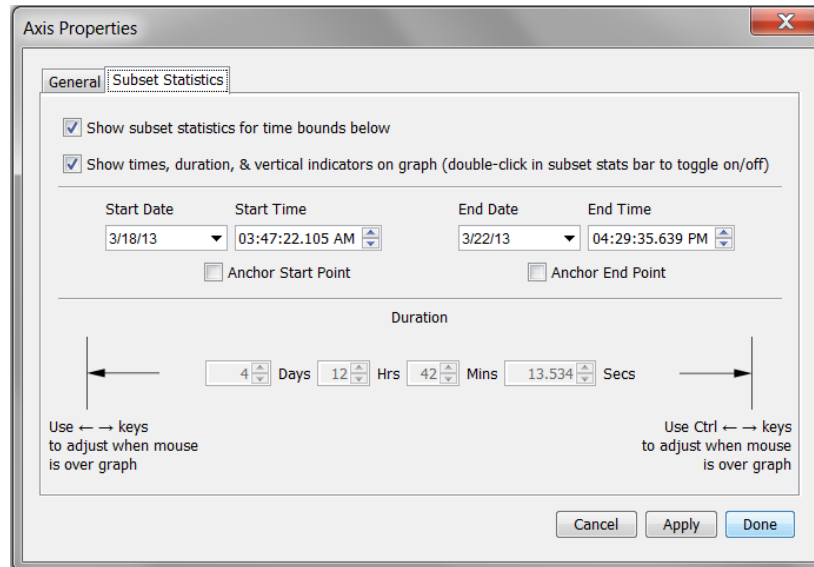 Axis Properties
X
General Subset Statistics
Show subset statistics for time bounds below
Show times, duration, & vertical indicators on graph (double-click in subset stats bar to toggle on/off)
Start Date Start Time End Date End Time
3/18/13 03:47:22.105 AM 3/22/13 04:29:35.639 PM
Anchor Start Point Anchor End Point
Duration
4 Days 12 Hrs 42 Mins 13.534 Secs
Use ← → keys
to adjust when mouse
is over graph
Use Ctrl ← → keys
to adjust when mouse
is over graph
Cancel Apply Done